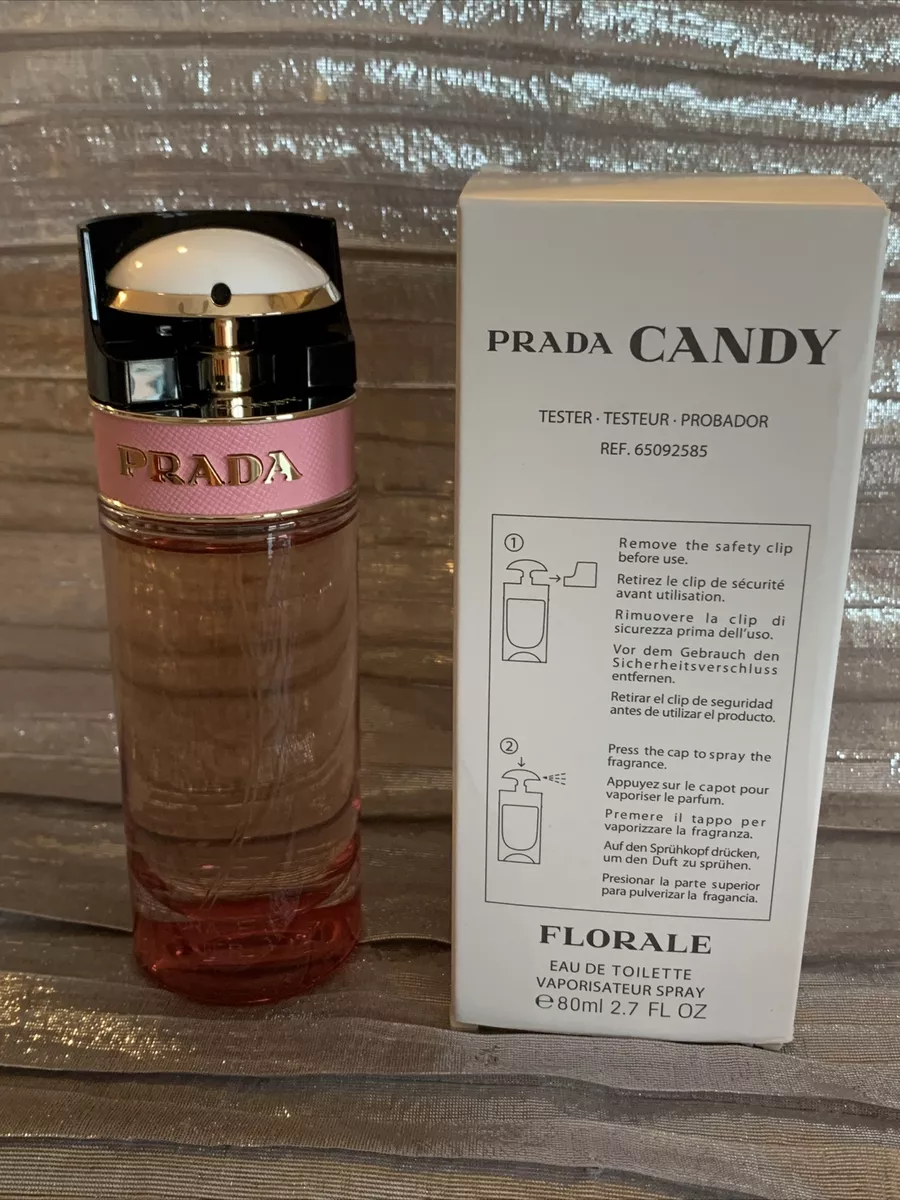 PRADA
PRADA CANDY
TESTER · TESTEUR · PROBADOR
REF. 65092585
1
Remove the safety clip
before use.
Retirez le clip de sécurité
avant utilisation.
Rimuovere la clip di
sicurezza prima dell'uso.
Vor dem Gebrauch den
Sicherheitsverschluss
entfernen.
Retirar el clip de seguridad
antes de utilizar el producto.
2
Press the cap to spray the
fragrance.
Appuyez sur le capot pour
vaporiser le parfum.
Premere il tappo per
vaporizzare la fragranza.
Auf den Sprühkopf drücken,
um den Duft zu sprühen.
Presionar la parte superior
para pulverizar la fragancia.
FLORALE
EAU DE TOILETTE
VAPORISATEUR SPRAY
℮80ml 2.7 FL OZ